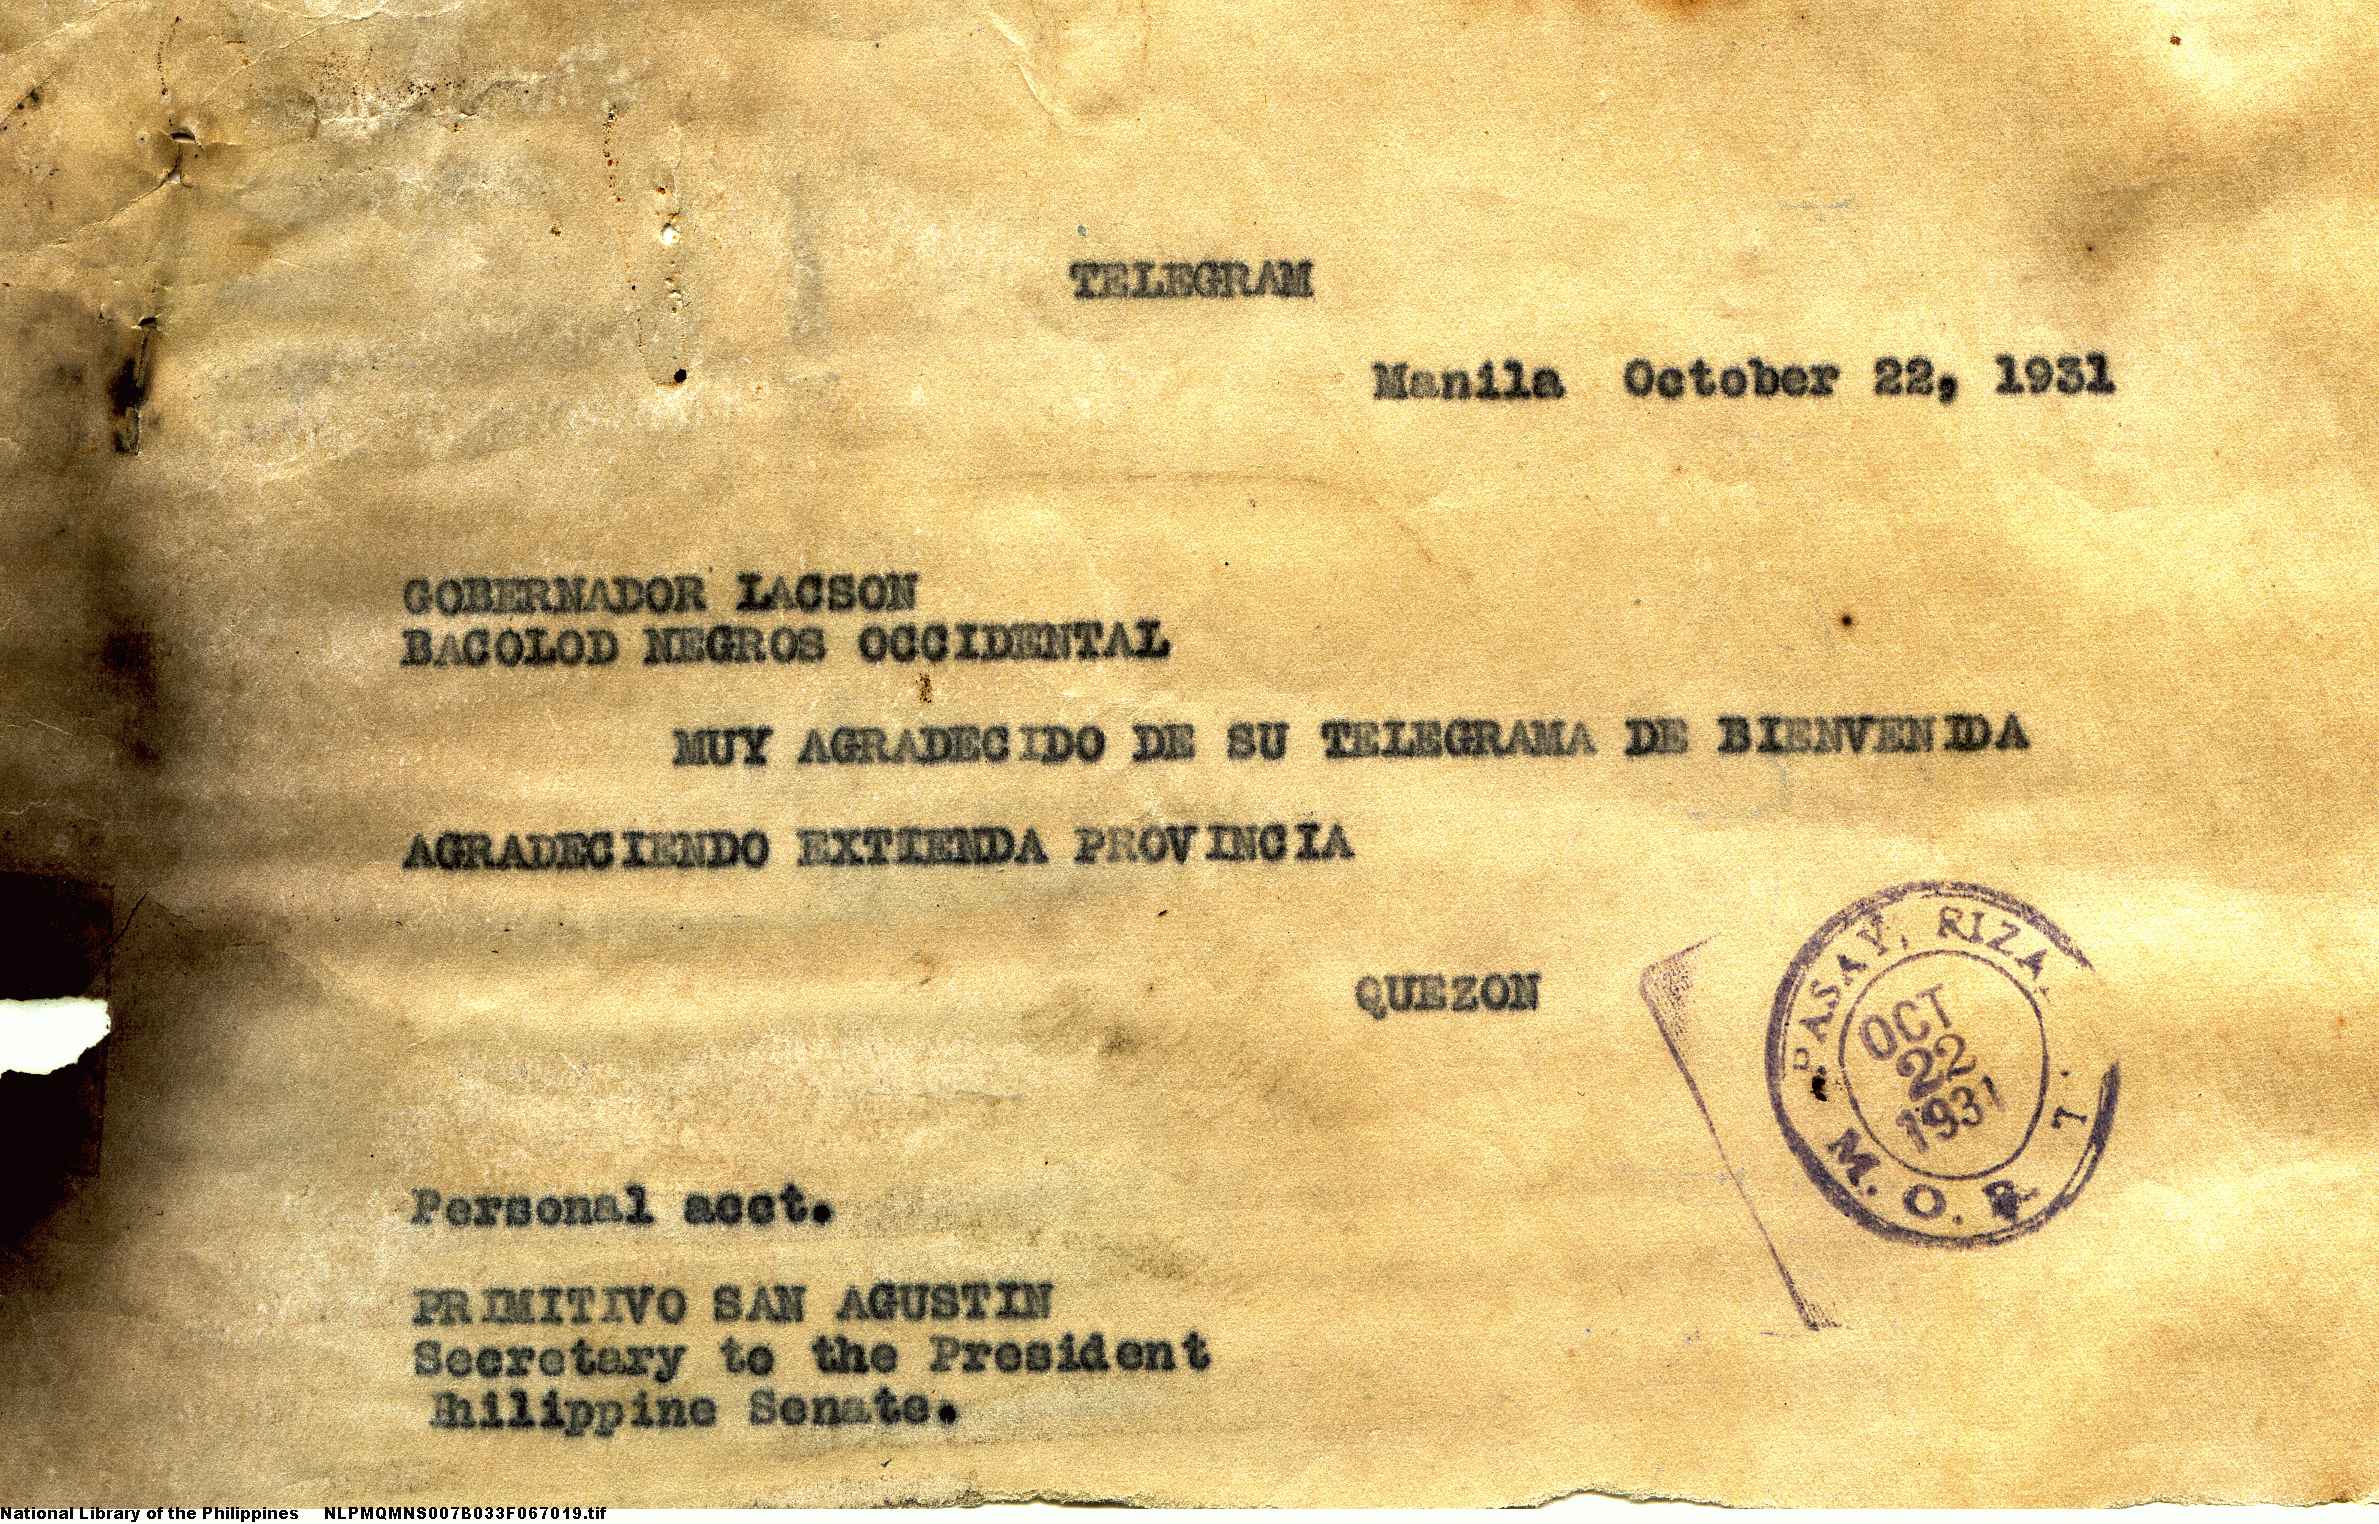 TELEGRAM
Manila October 22, 1931
GOBERNADOR LACSON
BACOLOD NEGROS OCCIDENTAL
MUY AGRADECIDO DE SU TELEGRAMA DE BIENVENIDA
AGRADECIENDO EXTIENDA PROVINCIA
QUEZON
PASAY, RIZA
OCT
22
1931
M. O. R.
Personal acct.
PRIMITIVO SAN AGUSTIN
Secretary to the President
Philippine Senate.
National Library of the Philippines NLPMQMNS007B033F067019.tif